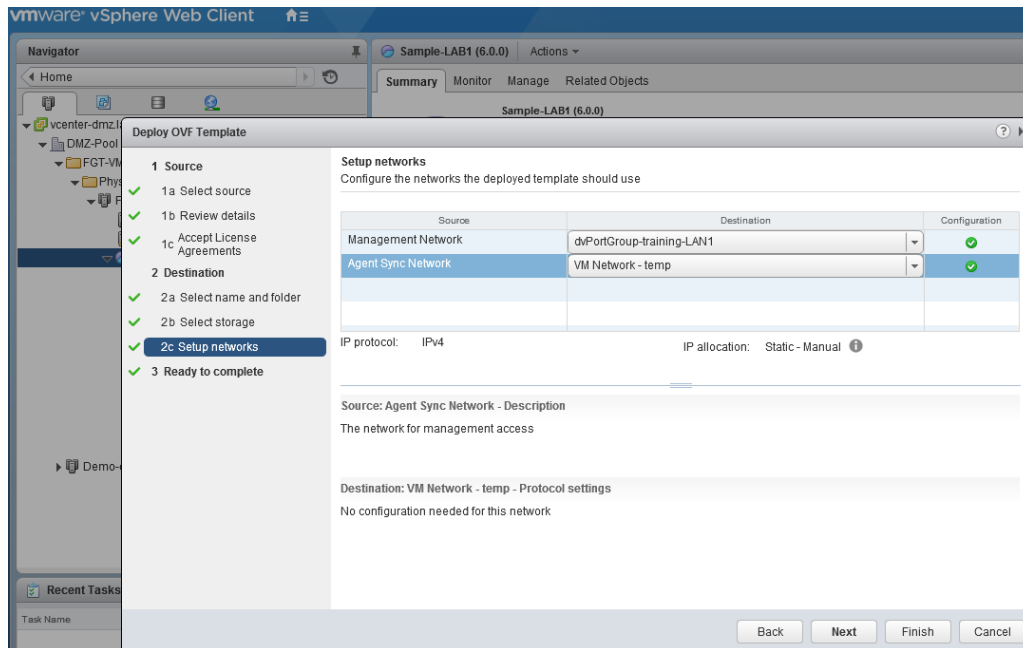 vmware® vSphere Web Client
Navigator
Home
vcenter-dmz.l
DMZ-Pool
FGT-VM
Phys
F
Demo-
Recent Tasks
Task Name
Sample-LAB1 (6.0.0) Actions
Summary Monitor Manage Related Objects
Sample-LAB1 (6.0.0)
Deploy OVF Template
?
1 Source
1a Select source
1b Review details
1c Accept License
Agreements
2 Destination
2a Select name and folder
2b Select storage
2c Setup networks
3 Ready to complete
Setup networks
Configure the networks the deployed template should use
Source Destination Configuration
Management Network dvPortGroup-training-LAN1
Agent Sync Network VM Network - temp
IP protocol: IPv4 IP allocation: Static - Manual
Source: Agent Sync Network - Description
The network for management access
Destination: VM Network - temp - Protocol settings
No configuration needed for this network
Back Next Finish Cancel